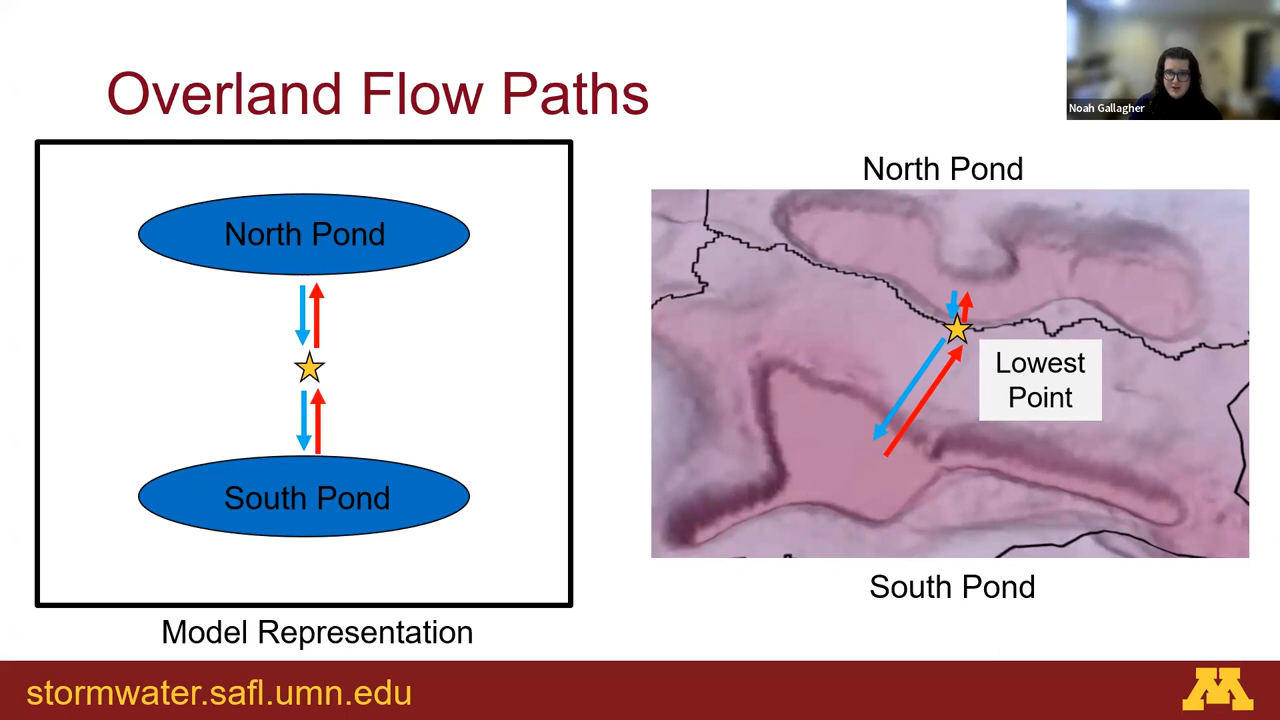 Overland Flow Paths
Noah Gallagher
North Pond
South Pond
Model Representation
North Pond
Lowest
Point
South Pond
stormwater.safl.umn.edu
M